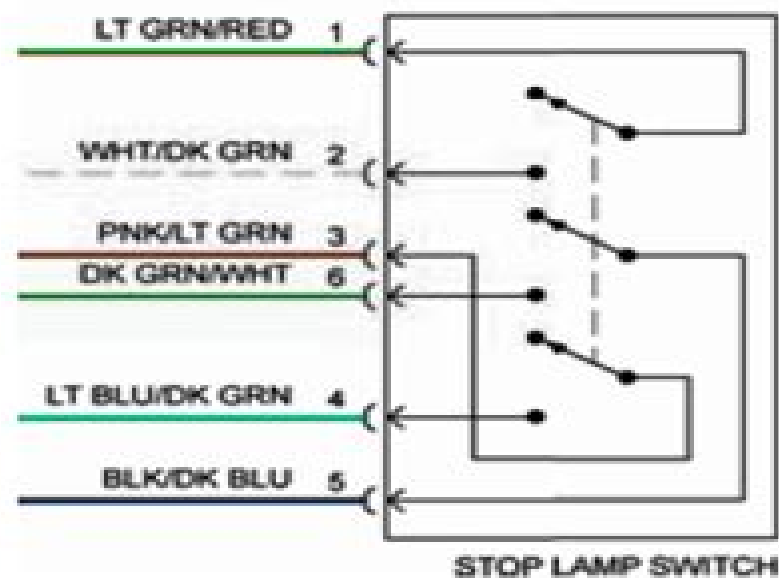 LT GRN/RED 1
WHT/DK GRN 2
PNK/LT GRN 3
DK GRN/WHT 6
LT BLU/DK GRN 4
BLK/DK BLU 5
STOP LAMP SWITCH